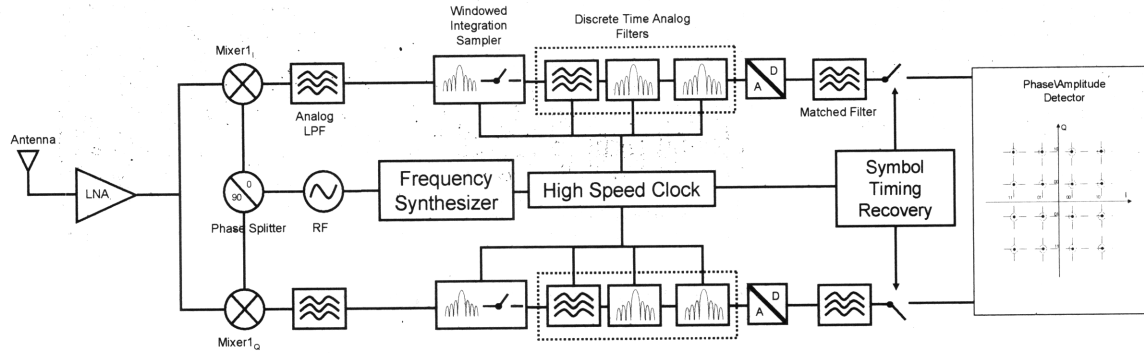 Windowed
Integration
Sampler
Discrete Time Analog
Filters
Mixer1I
Analog
LPF
D
A
Matched Filter
Phase\Amplitude
Detector
Q
I
Antenna
LNA
0
90
Phase Splitter
RF
Frequency
Synthesizer
High Speed Clock
Symbol
Timing
Recovery
D
A
Mixer1Q